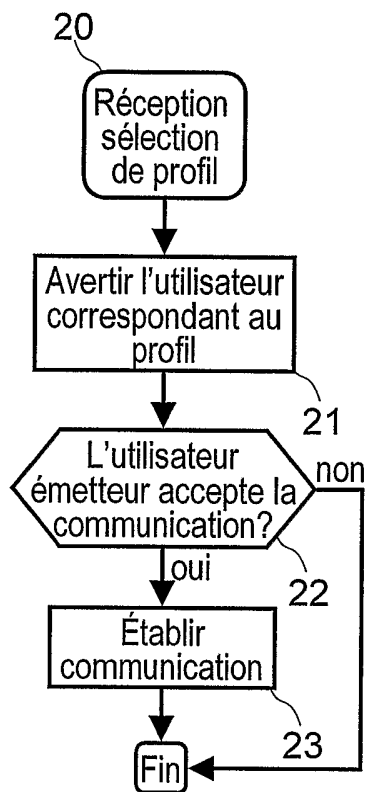 20
Réception
sélection
de profil
Avertir l'utilisateur
correspondant au
profil
21
L'utilisateur
émetteur accepte la
communication?
non
22
oui
Établir
communication
23
Fin